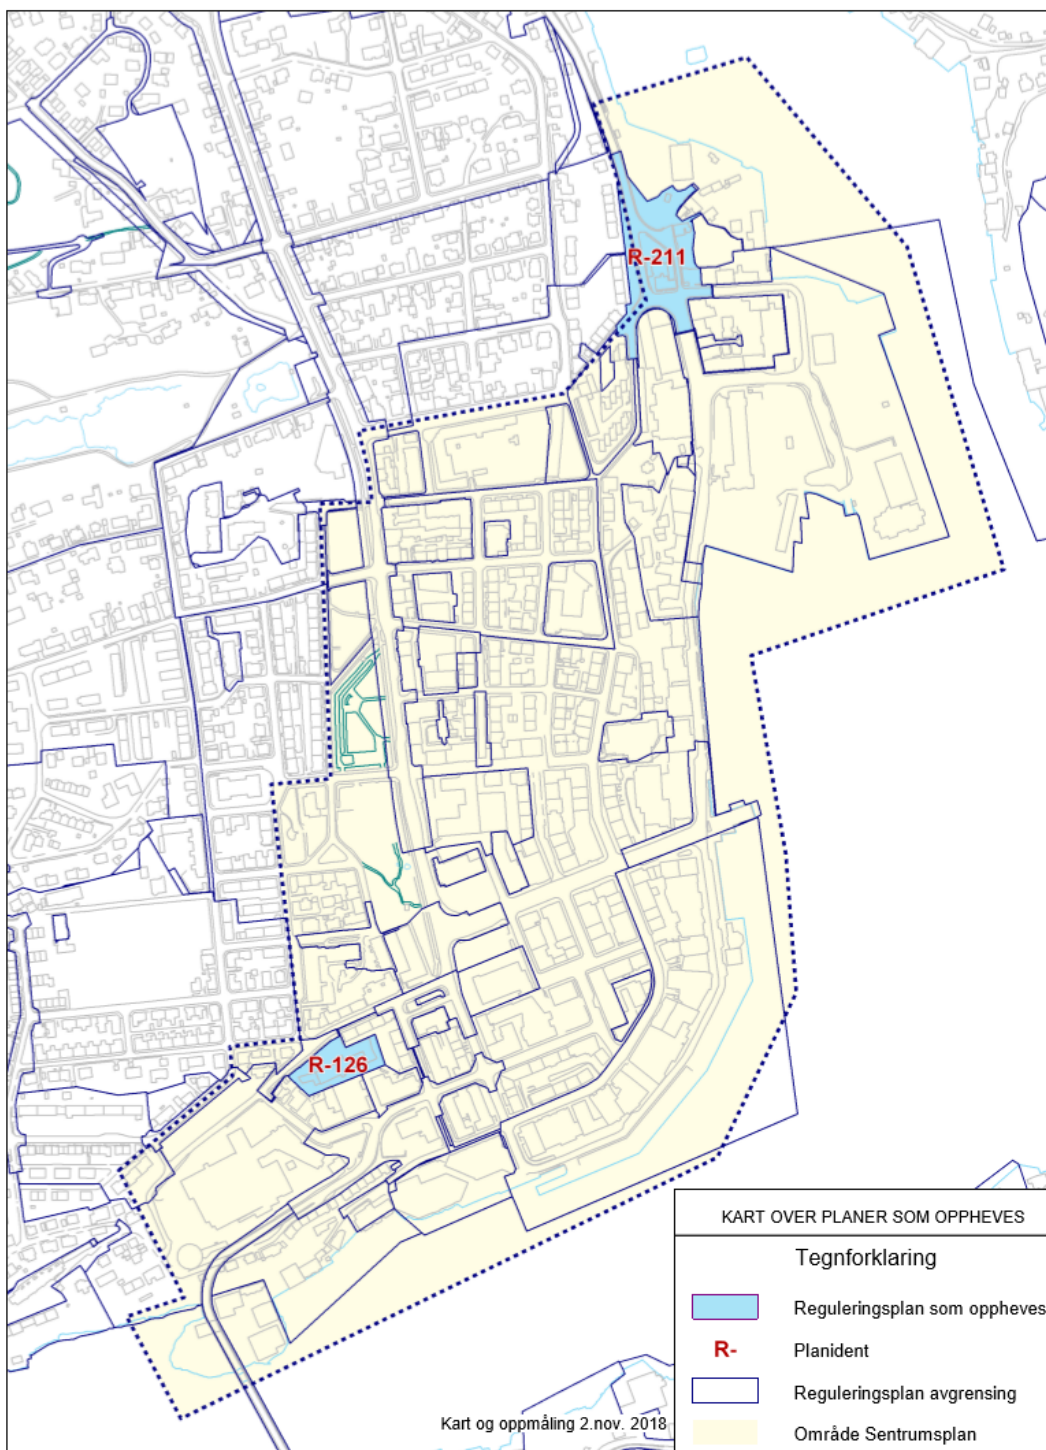 R-211
R-126
KART OVER PLANER SOM OPPHEVES
Tegnforklaring
Reguleringsplan som oppheves
R- Planident
Reguleringsplan avgrensing
Område Sentrumsplan
Kart og oppmåling 2.nov. 2018